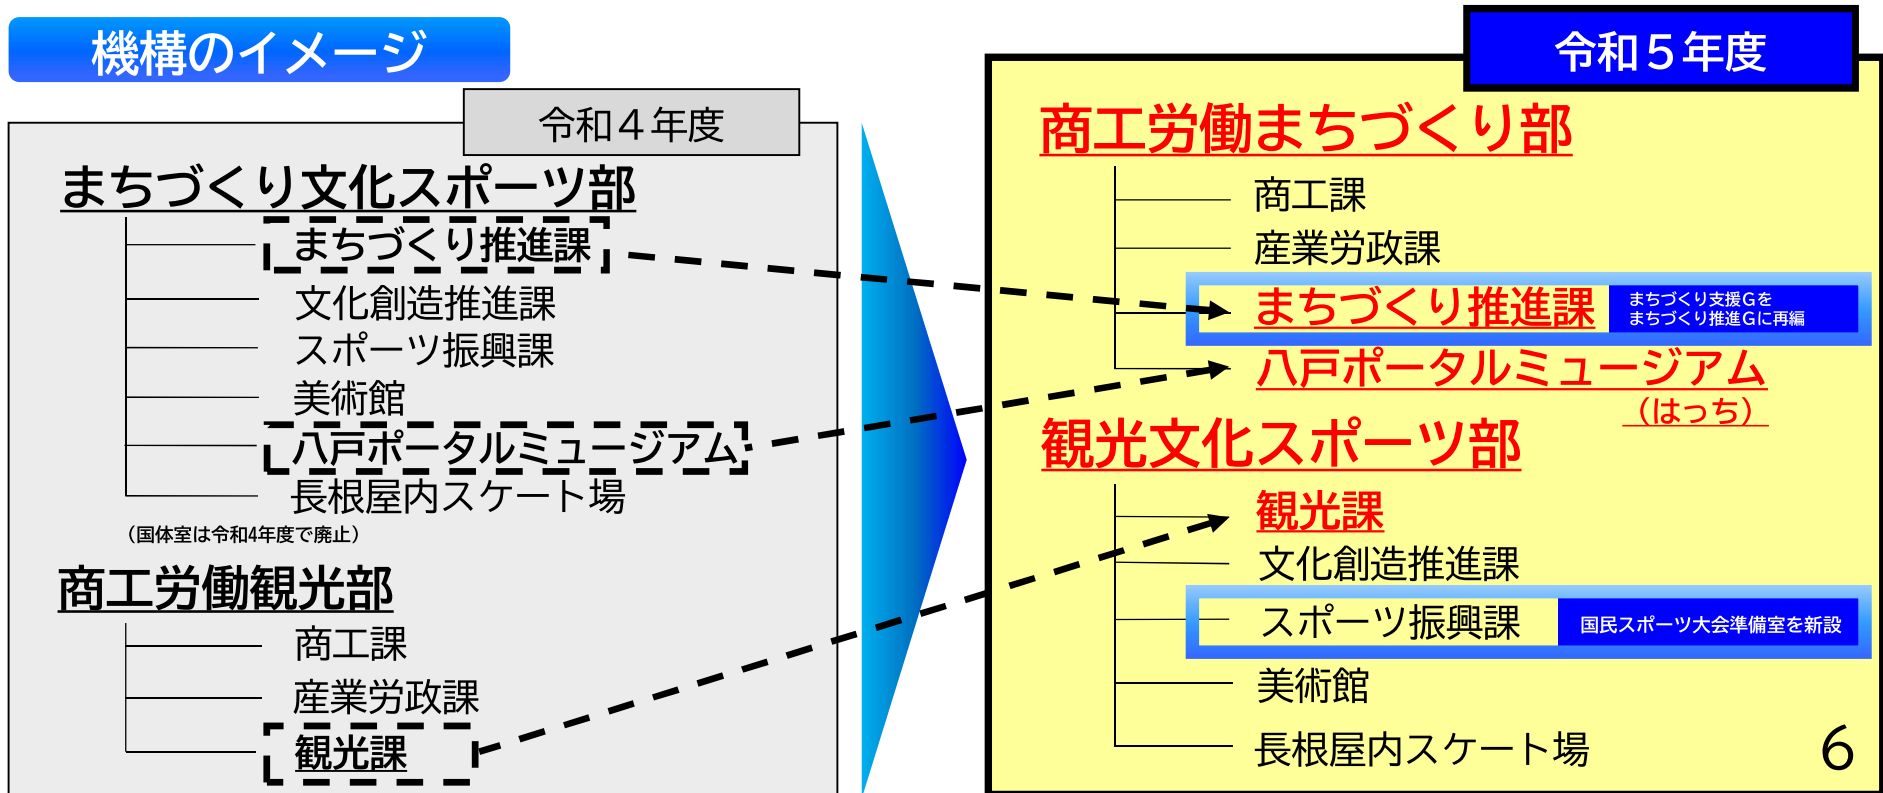 機構のイメージ
令和４年度
まちづくり文化スポーツ部
まちづくり推進課
文化創造推進課
スポーツ振興課
美術館
八戸ポータルミュージアム
長根屋内スケート場
（国体室は令和4年度で廃止）
商工労働観光部
商工課
産業労政課
観光課
令和５年度
商工労働まちづくり部
商工課
産業労政課
まちづくり推進課
まちづくり支援Ｇを
まちづくり推進Ｇに再編
八戸ポータルミュージアム
（はっち）
観光文化スポーツ部
観光課
文化創造推進課
スポーツ振興課
国民スポーツ大会準備室を新設
美術館
長根屋内スケート場
6